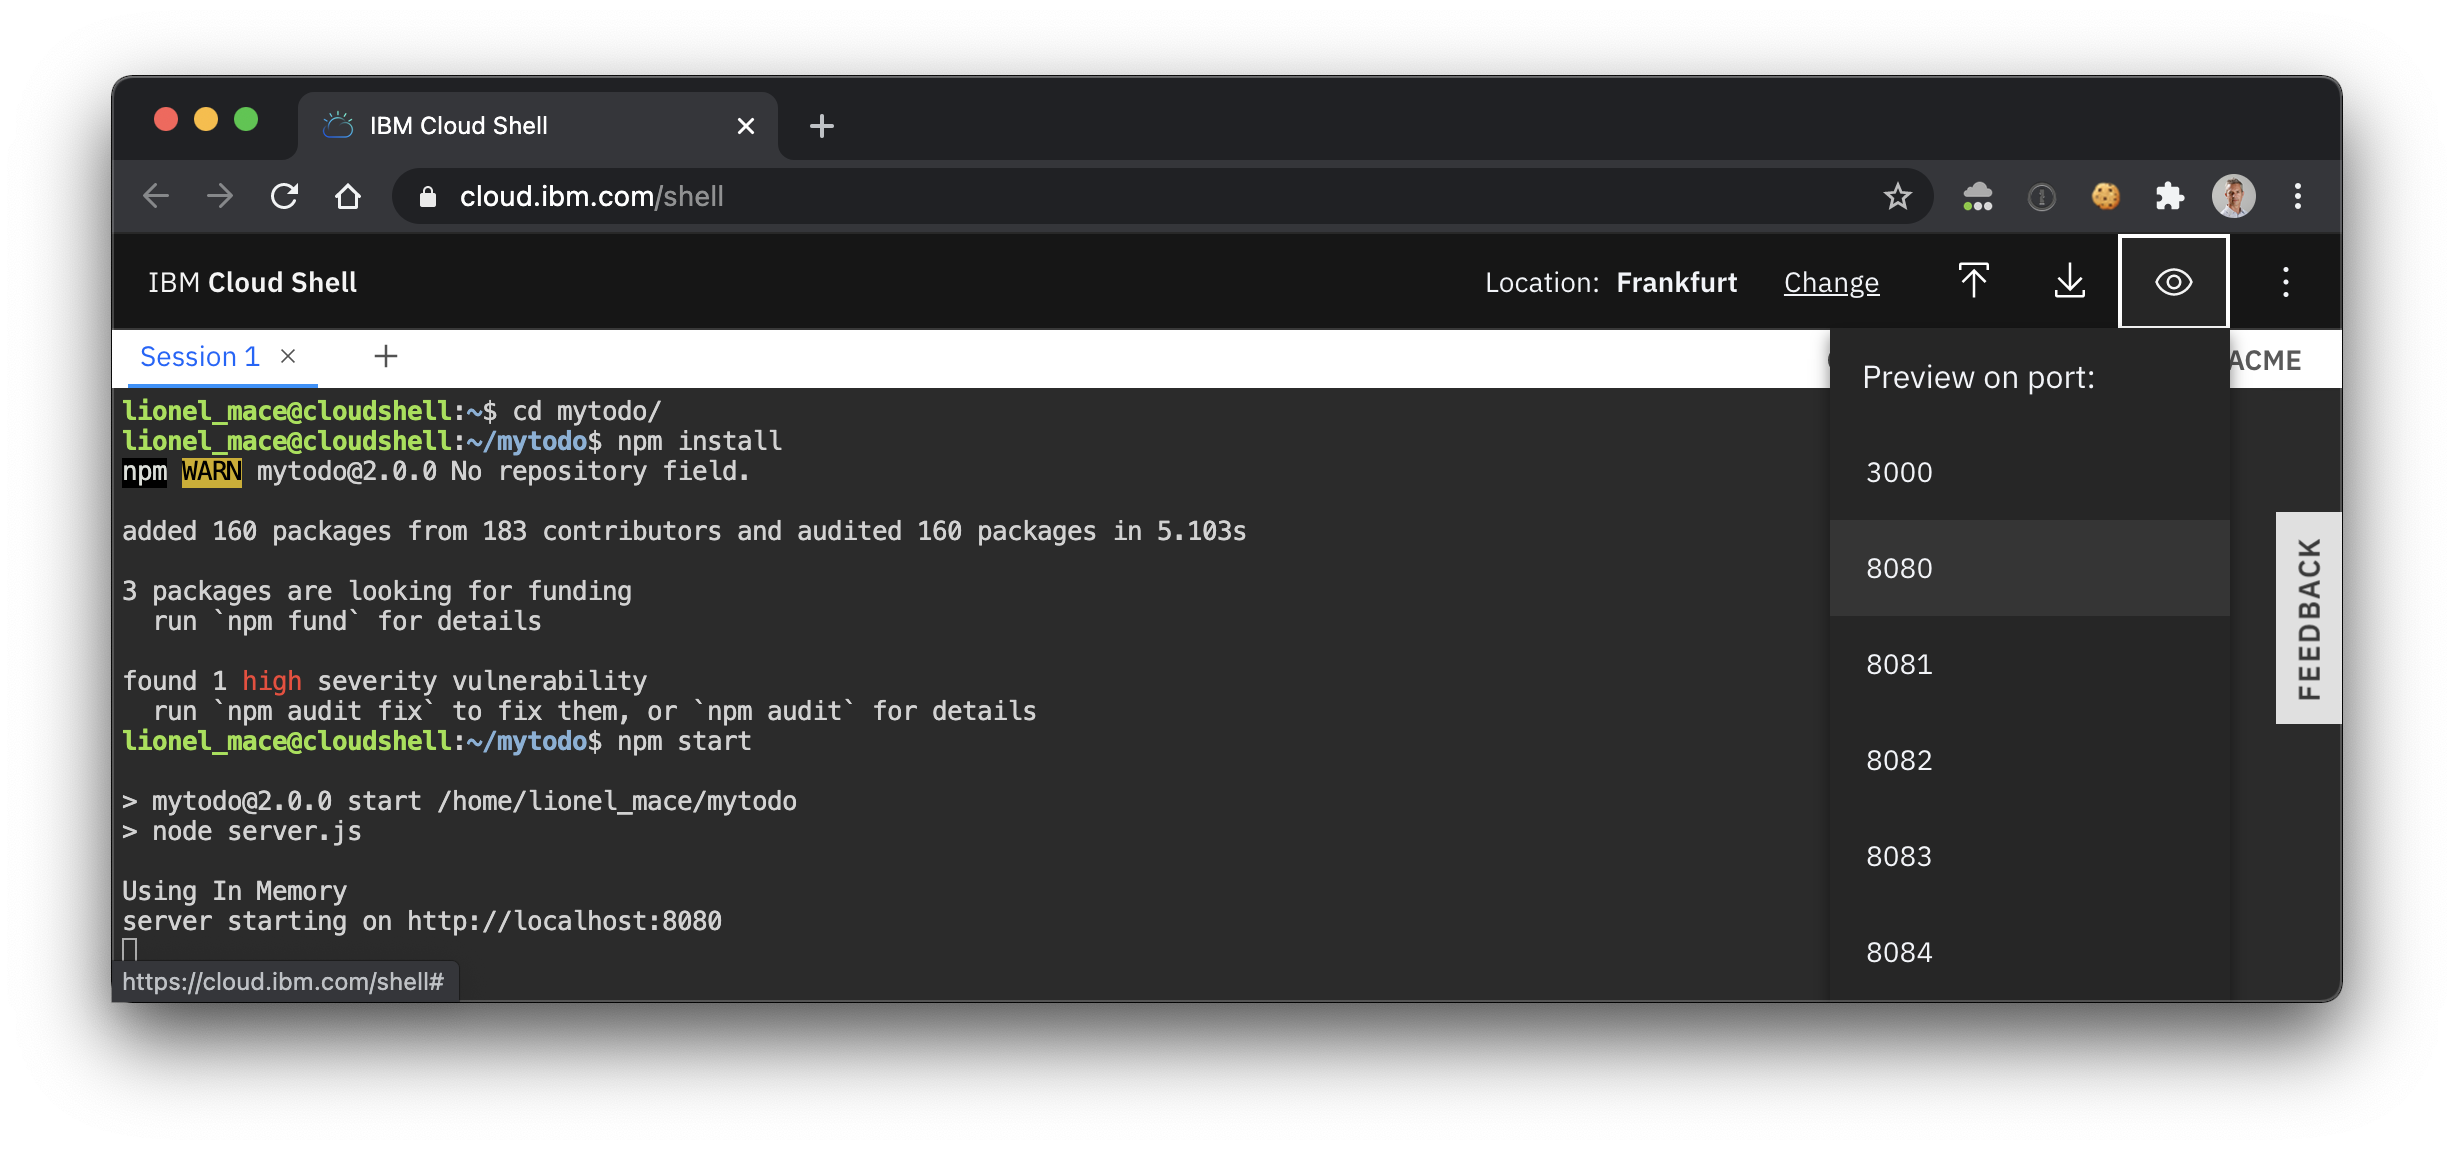 IBM Cloud Shell
cloud.ibm.com/shell
IBM Cloud Shell
Location: Frankfurt Change
Session 1
ACME
Preview on port:
3000
8080
8081
8082
8083
8084
FEEDBACK
lionel_mace@cloudshell:~$ cd mytodo/
lionel_mace@cloudshell:~/mytodo$ npm install
npm WARN mytodo@2.0.0 No repository field.
added 160 packages from 183 contributors and audited 160 packages in 5.103s
3 packages are looking for funding
run `npm fund` for details
found 1 high severity vulnerability
run `npm audit fix` to fix them, or `npm audit` for details
lionel_mace@cloudshell:~/mytodo$ npm start
> mytodo@2.0.0 start /home/lionel_mace/mytodo
> node server.js
Using In Memory
server starting on http://localhost:8080
https://cloud.ibm.com/shell#